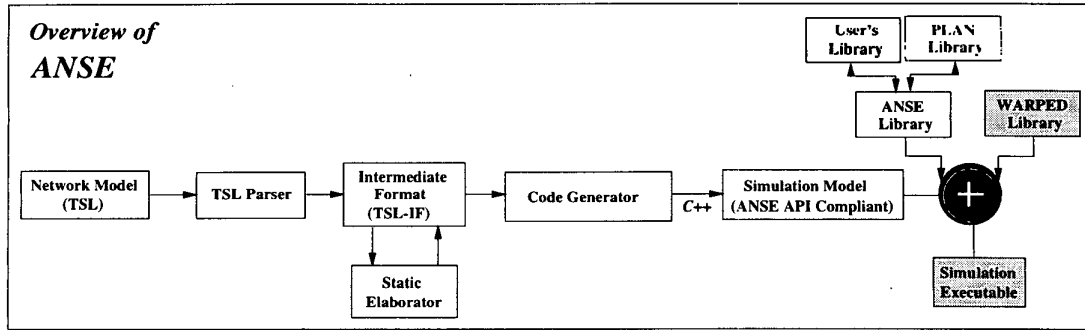 Overview of
ANSE
User's
Library
PLAN
Library
ANSE
Library
WARPED
Library
Network Model
(TSL)
TSL Parser
Intermediate
Format
(TSL-IF)
Code Generator
C++
Simulation Model
(ANSE API Compliant)
+
Static
Elaborator
Simulation
Executable